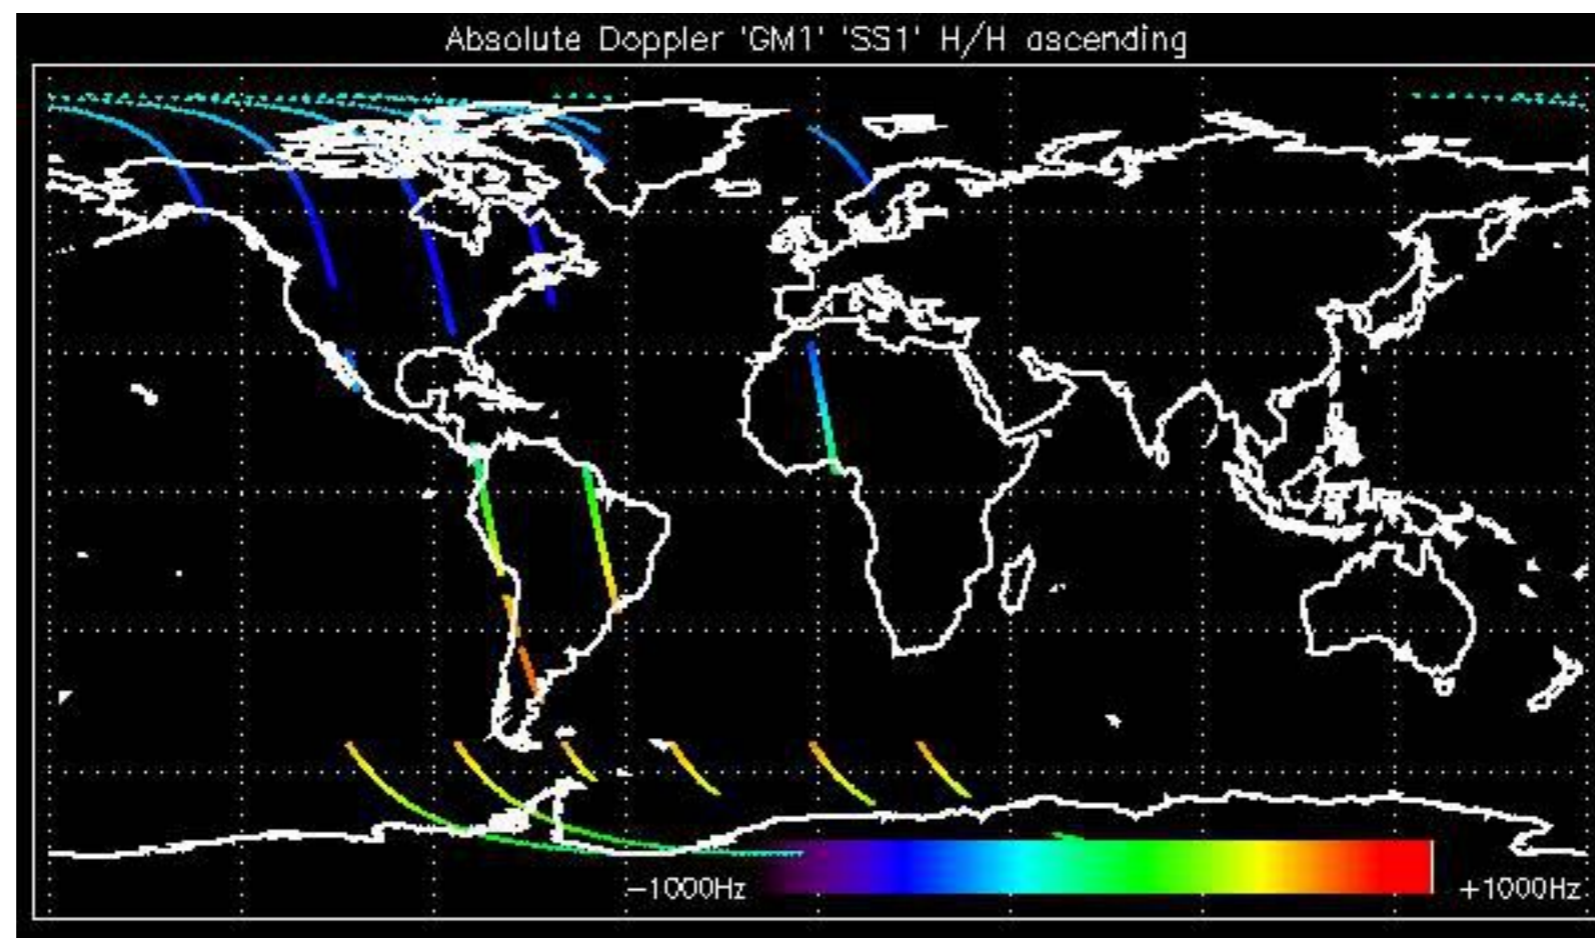 Absolute Doppler 'GM1' 'SS1' H/H ascending
-1000Hz
+1000Hz